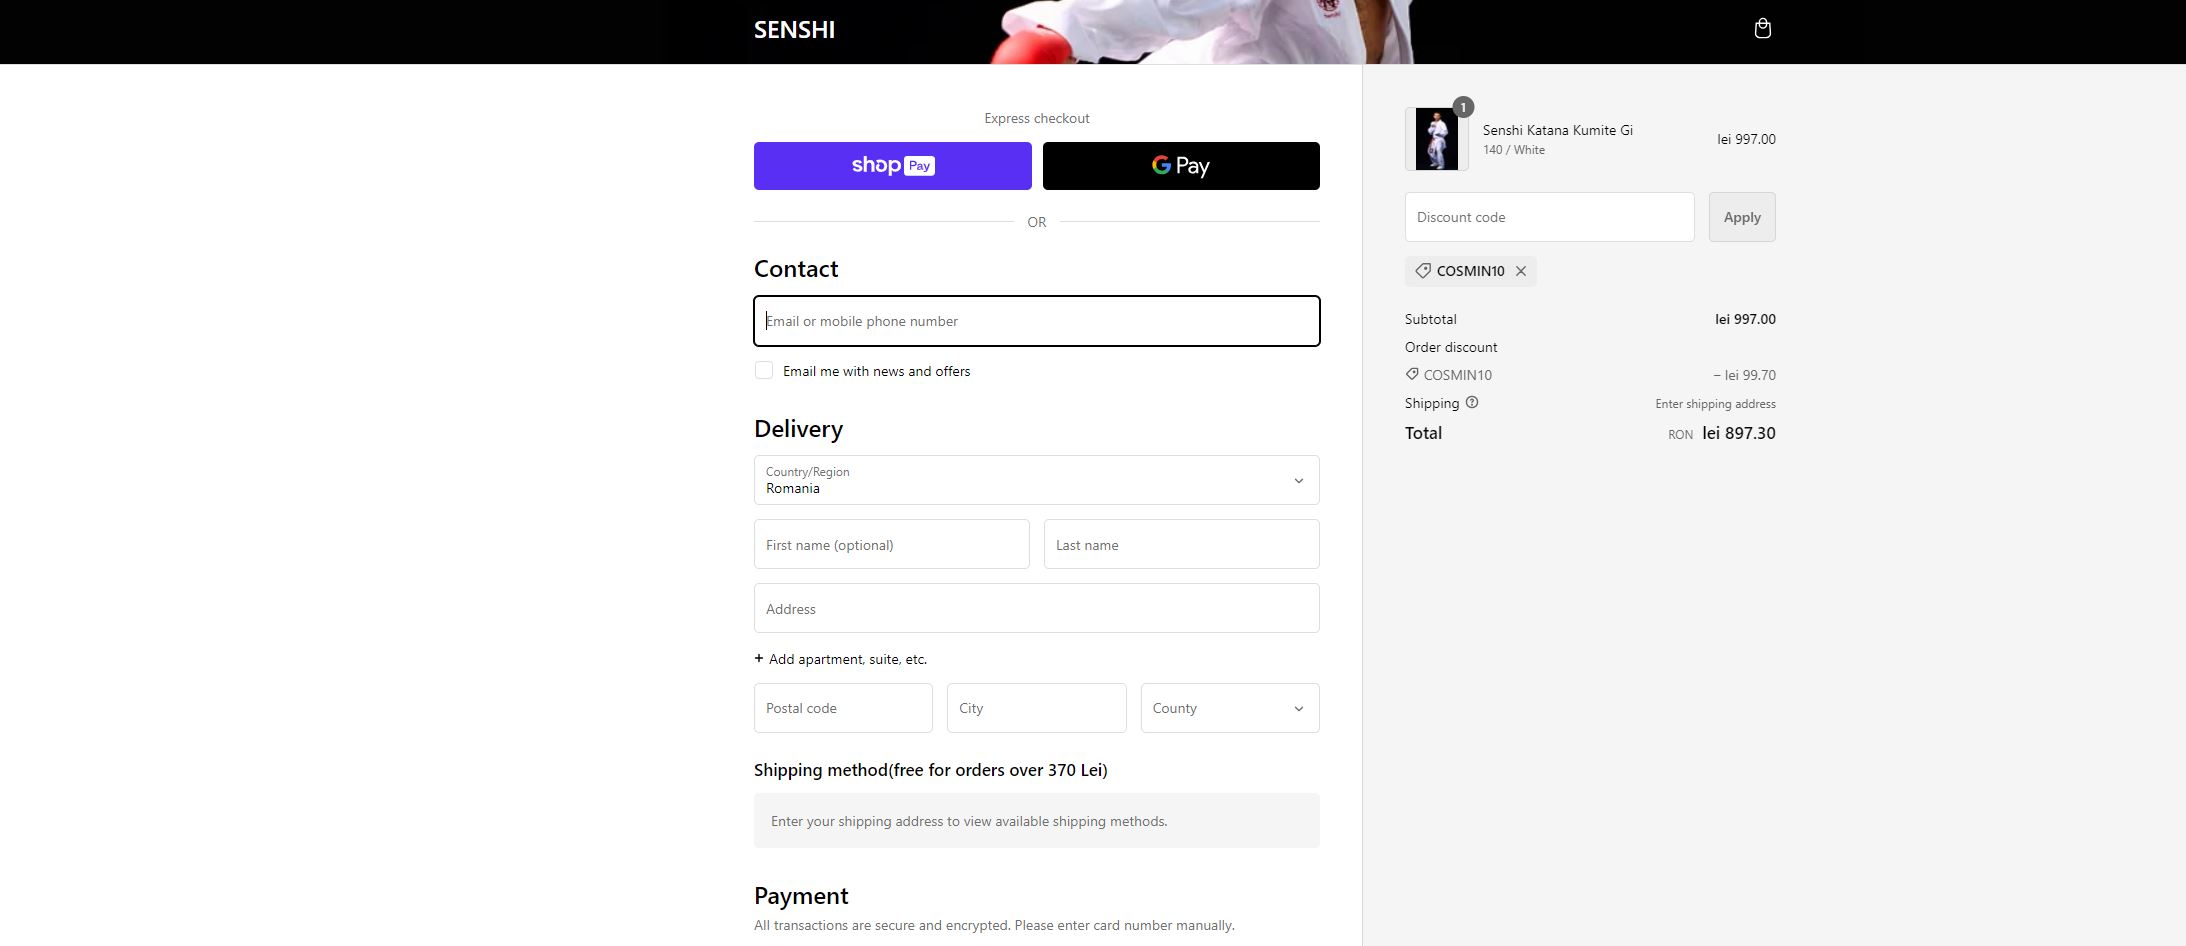 SENSHI
Express checkout
shop Pay
G Pay
OR
Contact
Email or mobile phone number
Email me with news and offers
Delivery
Country/Region
Romania
First name (optional)
Last name
Address
+ Add apartment, suite, etc.
Postal code
City
County
Shipping method(free for orders over 370 Lei)
Enter your shipping address to view available shipping methods.
Payment
All transactions are secure and encrypted. Please enter card number manually.
1
Senshi Katana Kumite Gi
140 / White
lei 997.00
Discount code
Apply
COSMIN10
Subtotal lei 997.00
Order discount
COSMIN10 − lei 99.70
Shipping Enter shipping address
Total RON lei 897.30